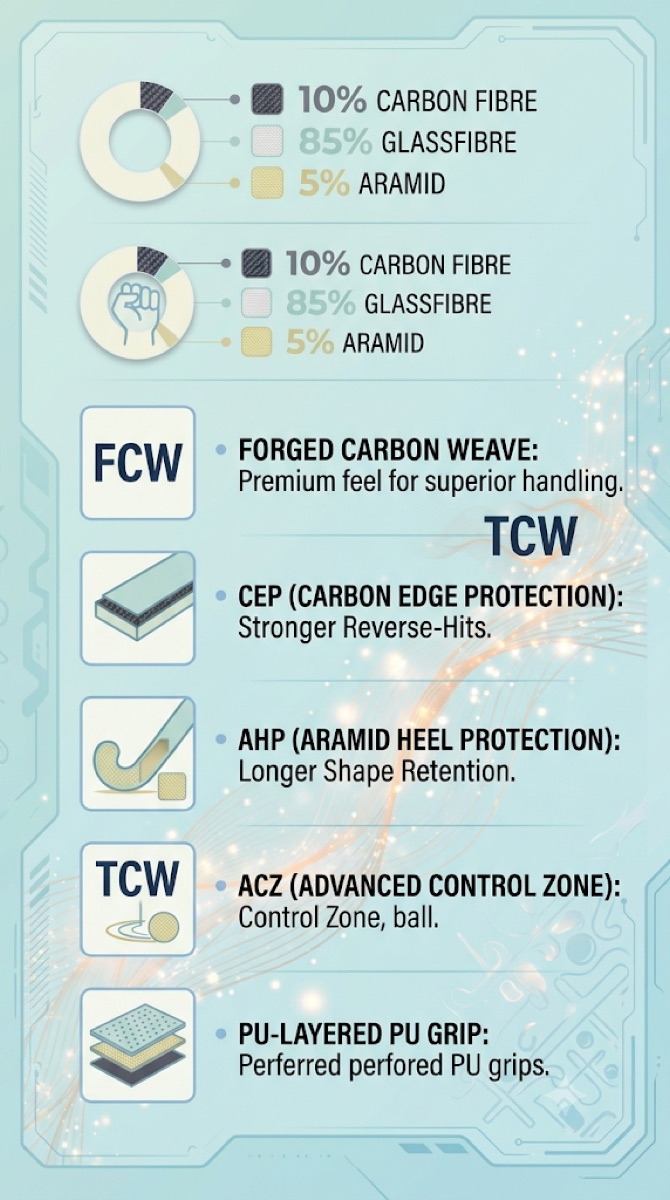 10% CARBON FIBRE
85% GLASSFIBRE
5% ARAMID
10% CARBON FIBRE
85% GLASSFIBRE
5% ARAMID
FCW
FORGED CARBON WEAVE:
Premium feel for superior handling.
TCW
CEP (CARBON EDGE PROTECTION):
Stronger Reverse-Hits.
AHP (ARAMID HEEL PROTECTION):
Longer Shape Retention.
TCW
ACZ (ADVANCED CONTROL ZONE):
Control Zone, ball.
PU-LAYERED PU GRIP:
Perferred perfored PU grips.